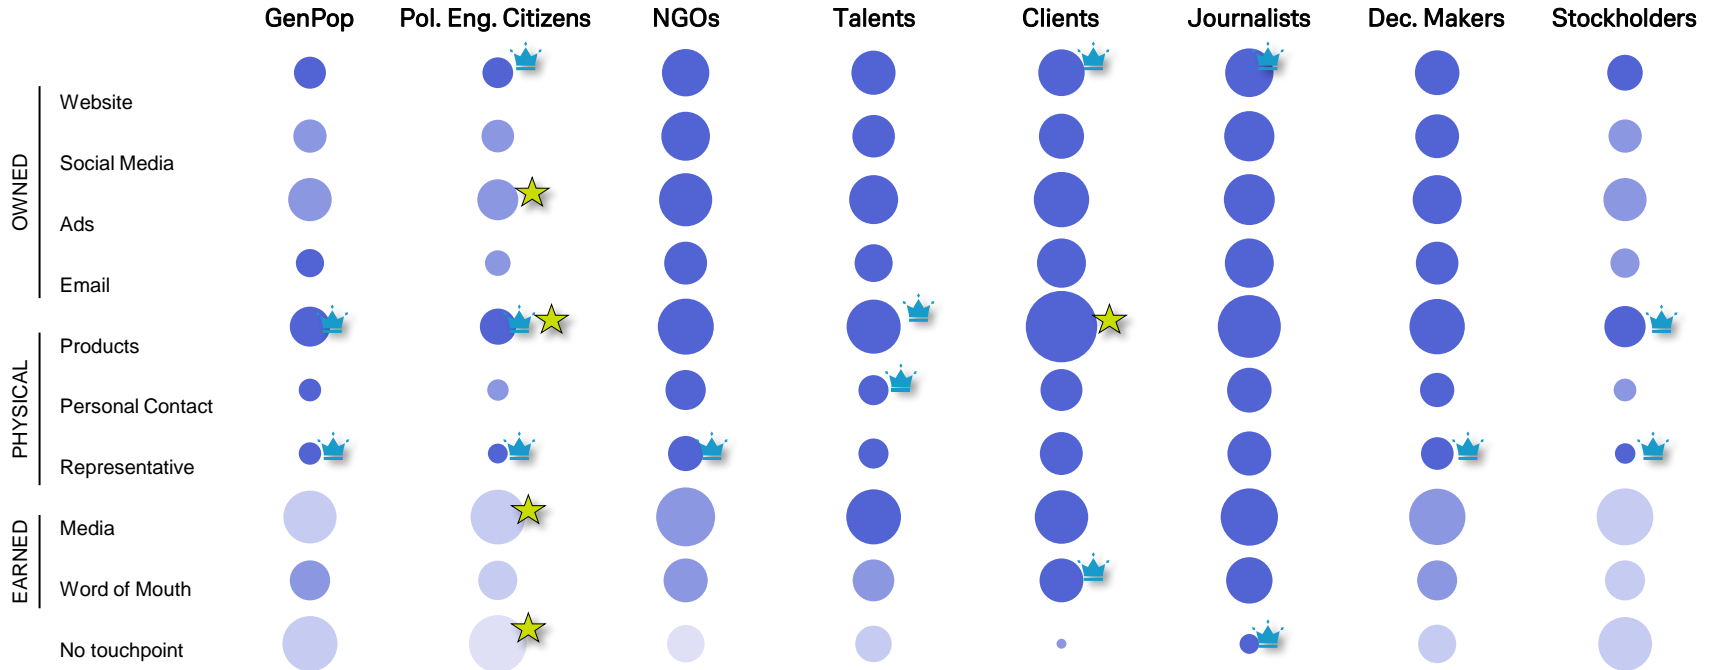 GenPop Pol. Eng. Citizens NGOs Talents Clients Journalists Dec. Makers Stockholders
OWNED
Website
Social Media
Ads
Email
PHYSICAL
Products
Personal Contact
Representative
EARNED
Media
Word of Mouth
No touchpoint